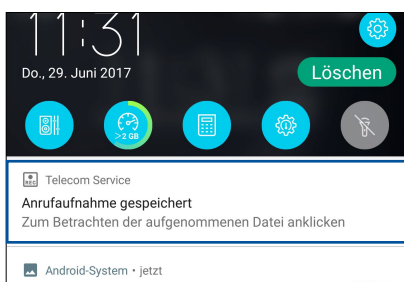 11:31
Do., 29. Juni 2017
Löschen
>2 GB
REC Telecom Service
Anrufaufnahme gespeichert
Zum Betrachten der aufgenommenen Datei anklicken
Android-System • jetzt